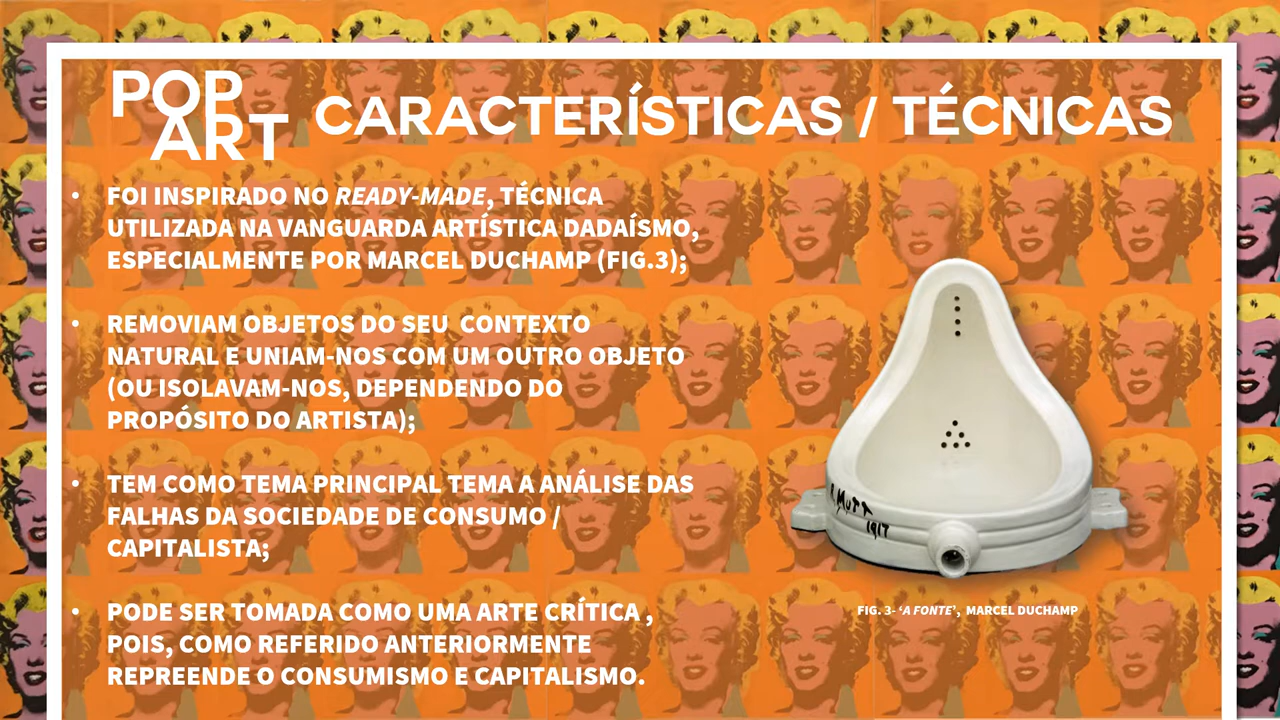 POP
ART
CARACTERÍSTICAS / TÉCNICAS
• FOI INSPIRADO NO READY-MADE, TÉCNICA
UTILIZADA NA VANGUARDA ARTÍSTICA DADAÍSMO,
ESPECIALMENTE POR MARCEL DUCHAMP (FIG.3);
• REMOVIAM OBJETOS DO SEU CONTEXTO
NATURAL E UNIAM-NOS COM UM OUTRO OBJETO
(OU ISOLAVAM-NOS, DEPENDENDO DO
PROPÓSITO DO ARTISTA);
• TEM COMO TEMA PRINCIPAL TEMA A ANÁLISE DAS
FALHAS DA SOCIEDADE DE CONSUMO /
CAPITALISTA;
• PODE SER TOMADA COMO UMA ARTE CRÍTICA ,
POIS, COMO REFERIDO ANTERIORMENTE
REPREENDE O CONSUMISMO E CAPITALISMO.
R.MUTT
1917
FIG. 3- ‘A FONTE’, MARCEL DUCHAMP